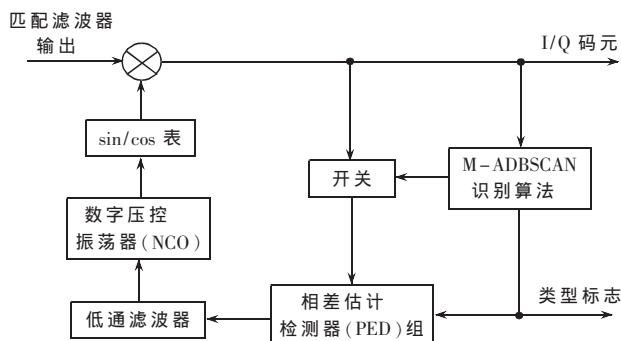 匹配滤波器
输出
I/Q 码元
sin/cos 表
开关
M-ADBSCAN
识别算法
数字压控
振荡器(NCO)
类型标志
低通滤波器
相差估计
检测器(PED)组